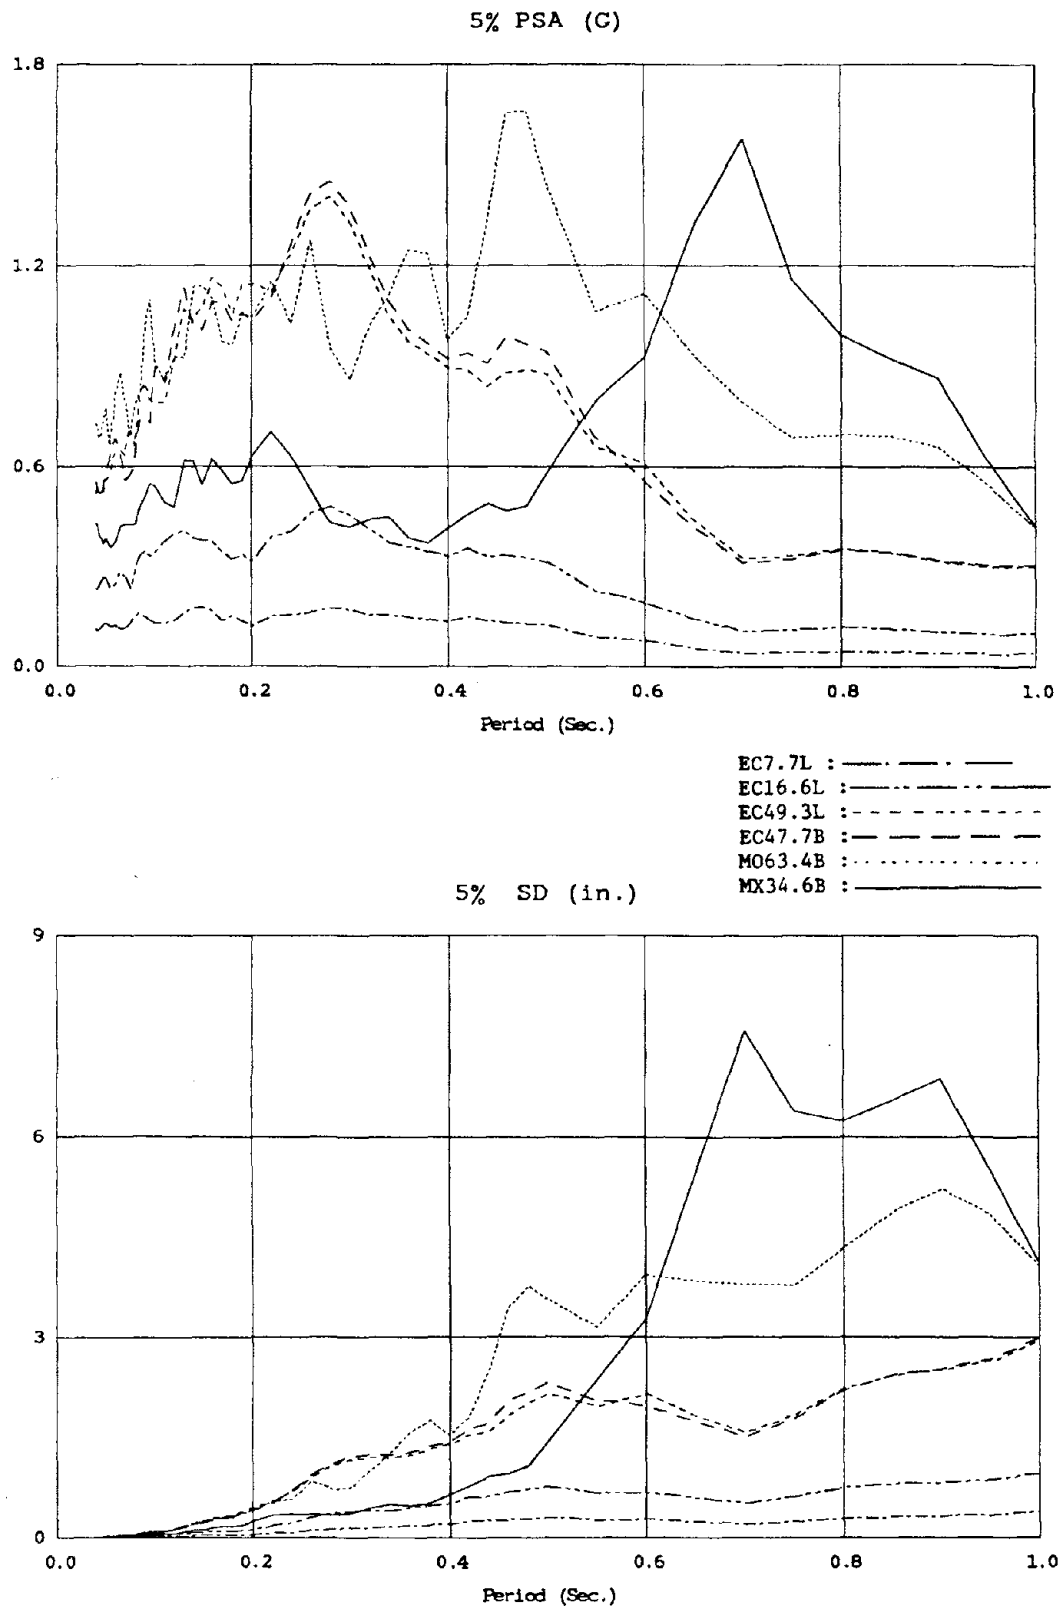 5% PSA (G)
1.8
1.2
0.6
0.0
0.0 0.2 0.4 0.6 0.8 1.0
Period (Sec.)
EC7.7L :
EC16.6L :
EC49.3L :
EC47.7B :
MO63.4B :
MX34.6B :
5% SD (in.)
9
6
3
0
0.0 0.2 0.4 0.6 0.8 1.0
Period (Sec.)